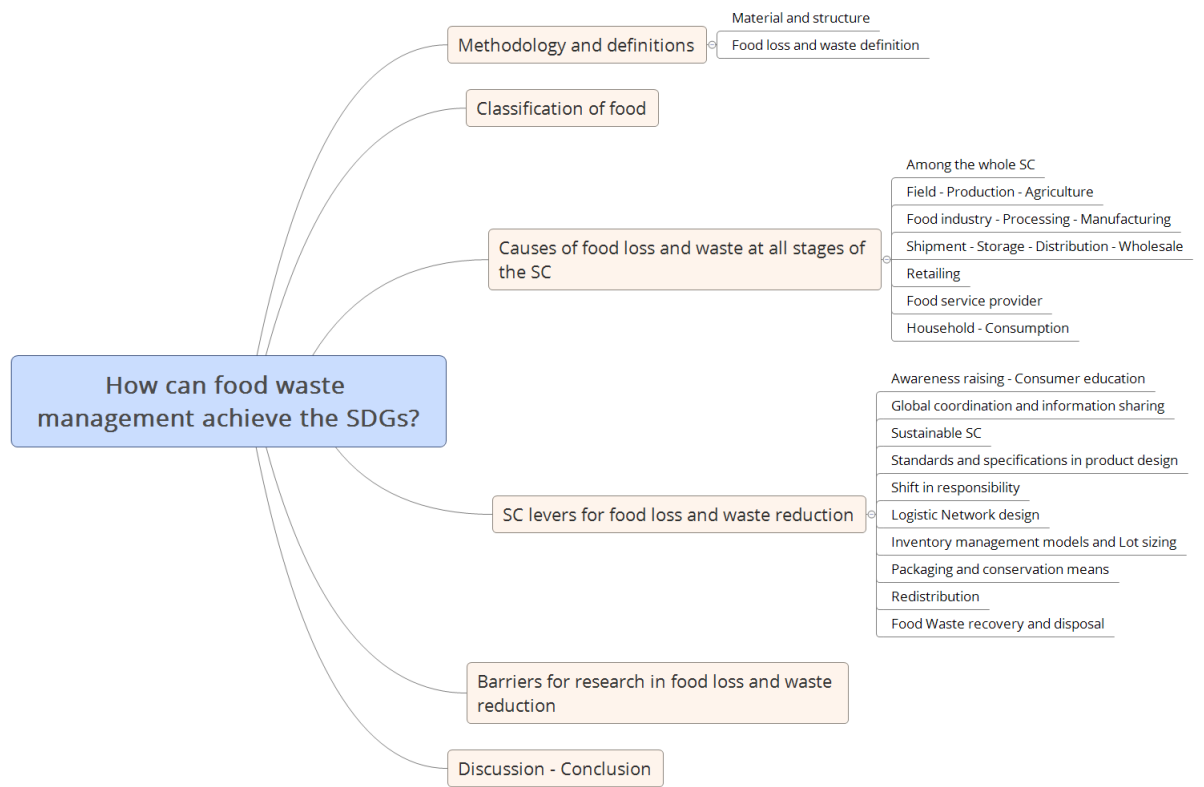 Material and structure
Methodology and definitions
Food loss and waste definition
Classification of food
Among the whole SC
Field - Production - Agriculture
Food industry - Processing - Manufacturing
Causes of food loss and waste at all stages of
the SC
Shipment - Storage - Distribution - Wholesale
Retailing
Food service provider
Household - Consumption
How can food waste
management achieve the SDGs?
Awareness raising - Consumer education
Global coordination and information sharing
Sustainable SC
Standards and specifications in product design
Shift in responsibility
SC levers for food loss and waste reduction
Logistic Network design
Inventory management models and Lot sizing
Packaging and conservation means
Redistribution
Food Waste recovery and disposal
Barriers for research in food loss and waste
reduction
Discussion - Conclusion